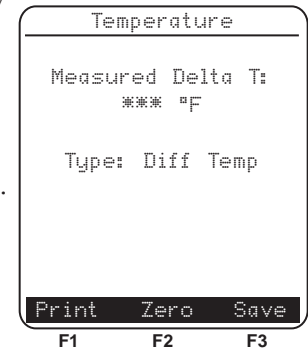 Temperature
Measured Delta T:
*** °F
Type: Diff Temp
Print Zero Save
F1 F2 F3